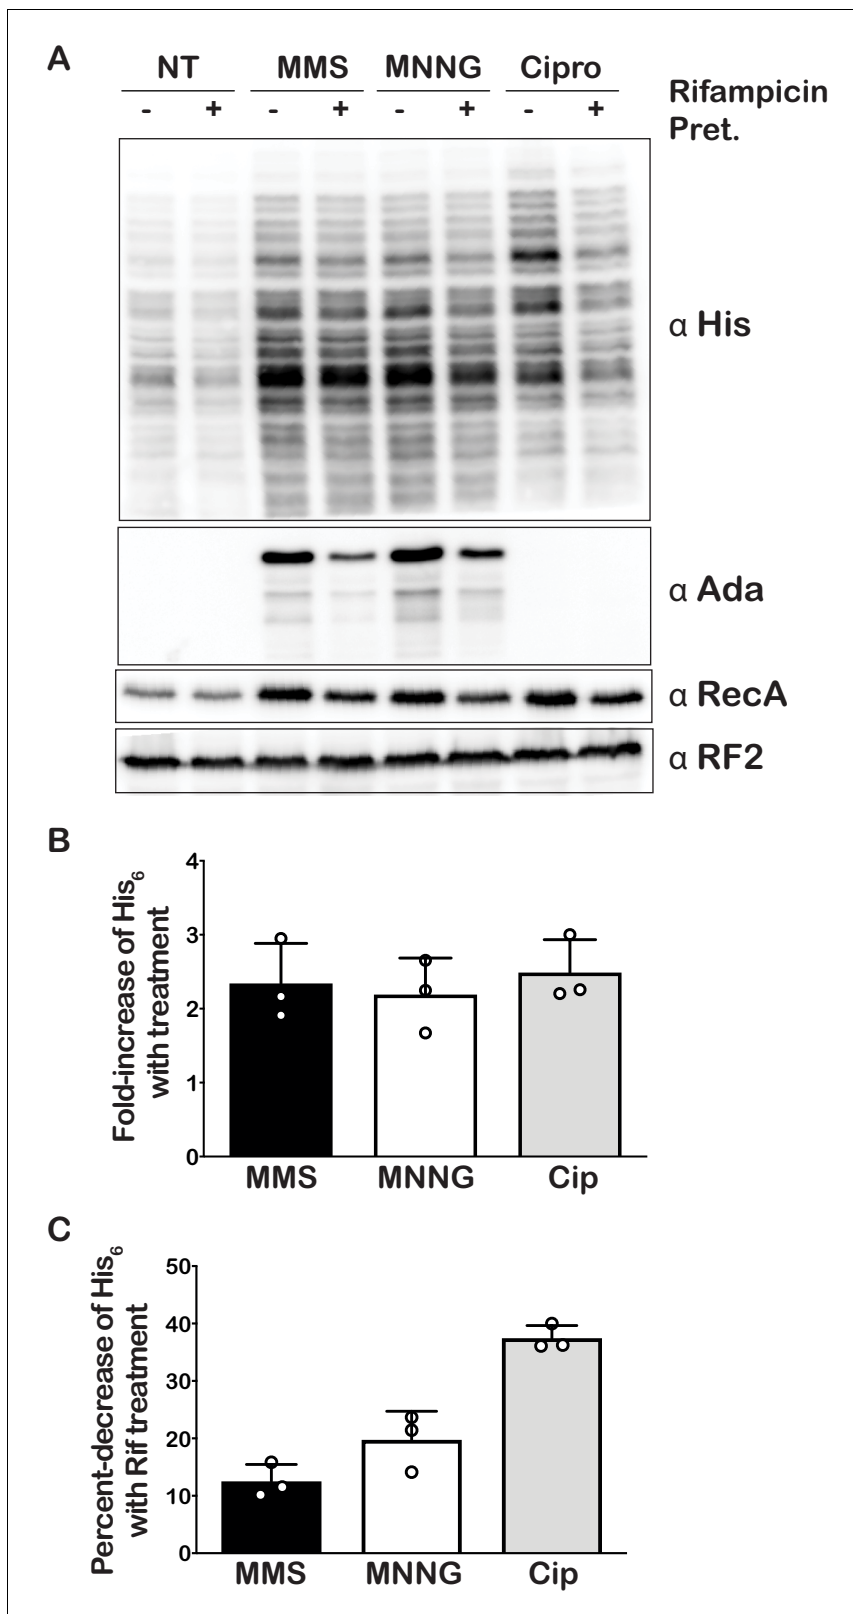 A
NT MMS MNNG Cipro
- + - + - + - +
Rifampicin
Pret.
α His
α Ada
α RecA
α RF2
B
Fold-increase of His6
with treatment
4
3
2
1
0
MMS MNNG Cip
C
Percent-decrease of His6
with Rif treatment
50
40
30
20
10
0
MMS MNNG Cip